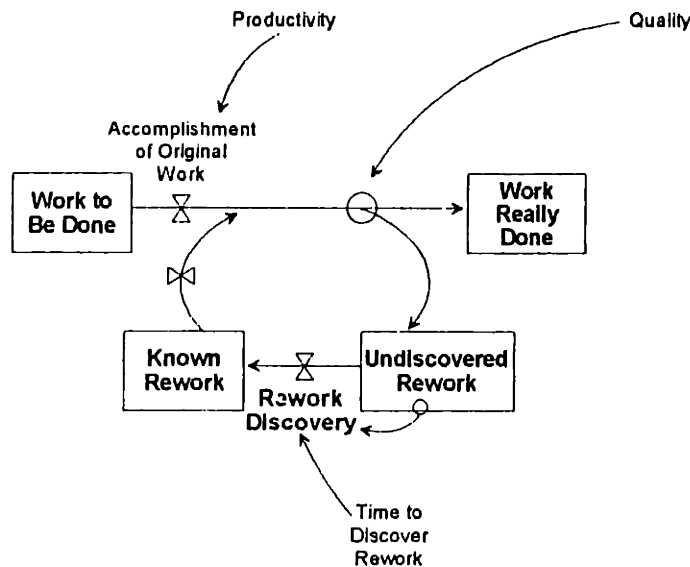 Productivity
Quality
Accomplishment
of Original
Work
Work to
Be Done
Work
Really
Done
Known
Rework
Undiscovered
Rework
Rework
Discovery
Time to
Discover
Rework